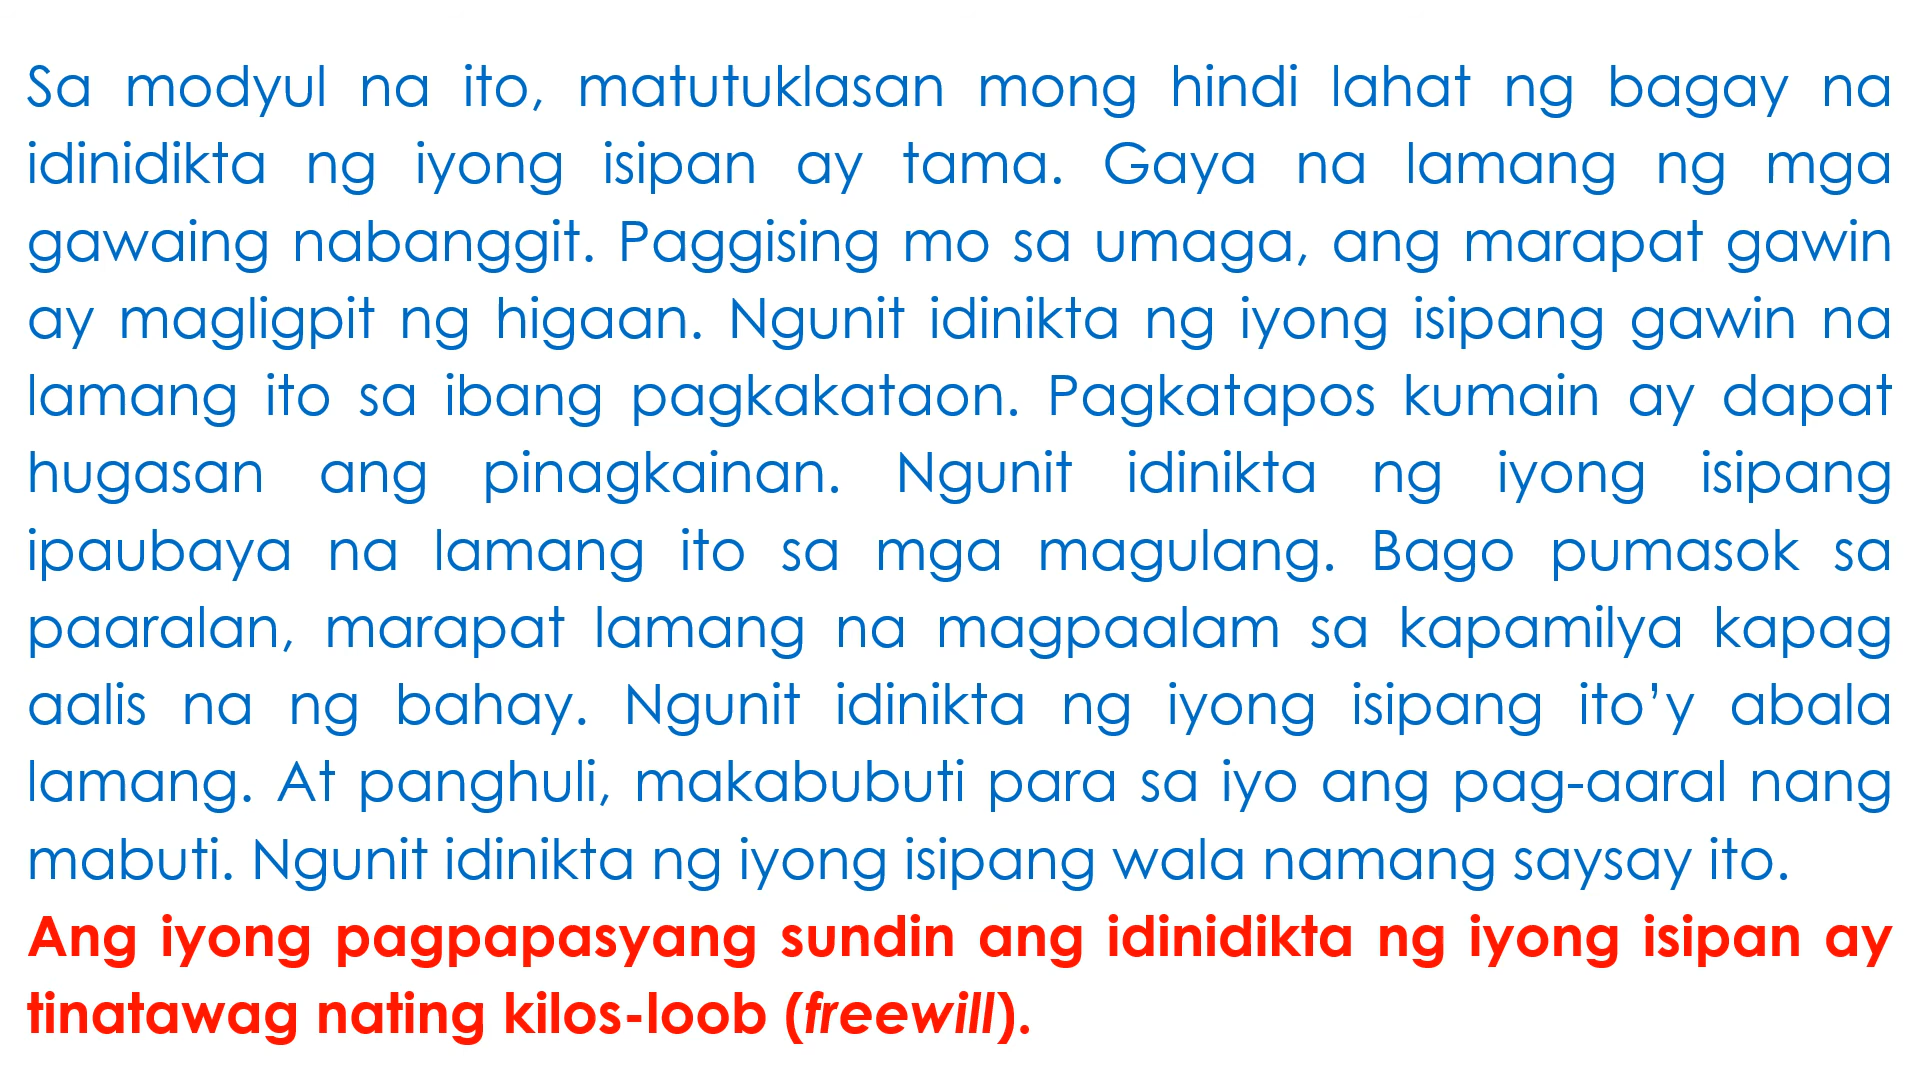 Sa modyul na ito, matutuklasan mong hindi lahat ng bagay na
idinidikta ng iyong isipan ay tama. Gaya na lamang ng mga
gawaing nabanggit. Paggising mo sa umaga, ang marapat gawin
ay magligpit ng higaan. Ngunit idinikta ng iyong isipang gawin na
lamang ito sa ibang pagkakataon. Pagkatapos kumain ay dapat
hugasan ang pinagkainan. Ngunit idinikta ng iyong isipang
ipaubaya na lamang ito sa mga magulang. Bago pumasok sa
paaralan, marapat lamang na magpaalam sa kapamilya kapag
aalis na ng bahay. Ngunit idinikta ng iyong isipang ito’y abala
lamang. At panghuli, makabubuti para sa iyo ang pag-aaral nang
mabuti. Ngunit idinikta ng iyong isipang wala namang saysay ito.
Ang iyong pagpapasyang sundin ang idinidikta ng iyong isipan ay
tinatawag nating kilos-loob (freewill).